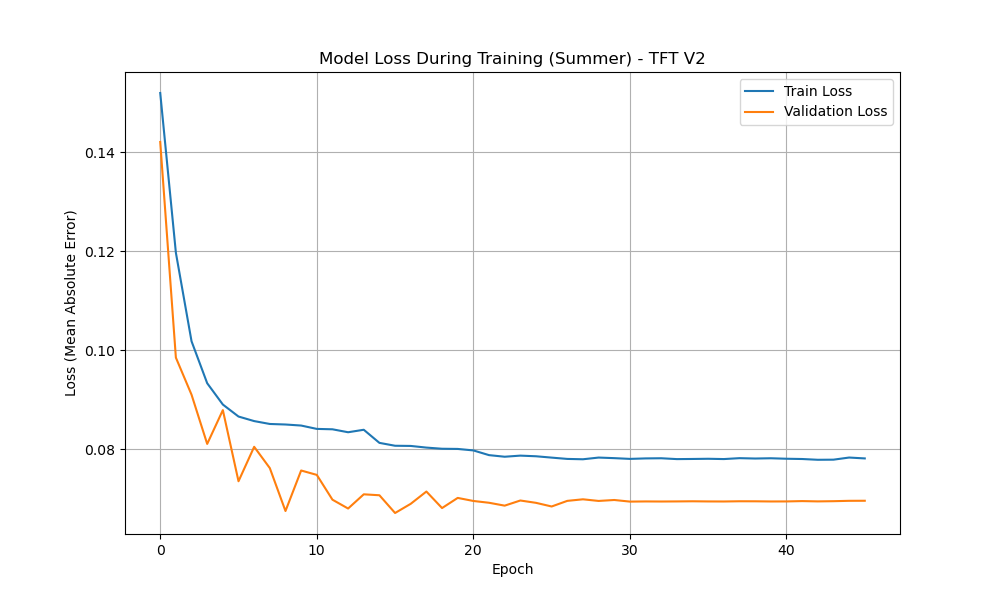 Model Loss During Training (Summer) - TFT V2
Train Loss
Validation Loss
Loss (Mean Absolute Error)
0.14
0.12
0.10
0.08
0
10
20
30
40
Epoch